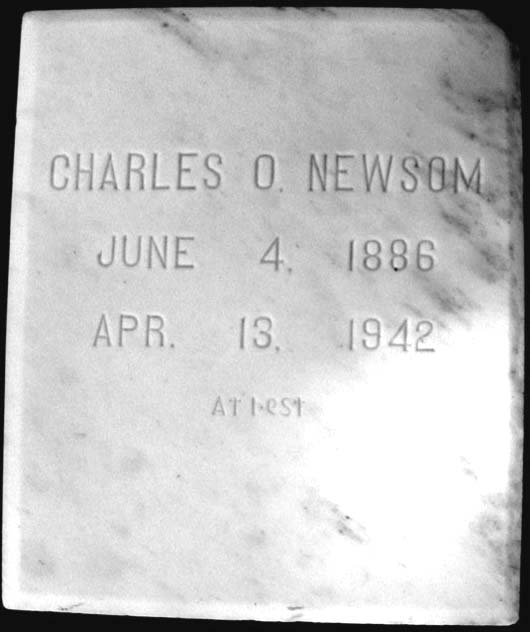 CHARLES O. NEWSOM
JUNE 4, 1886
APR. 13, 1942
At rest